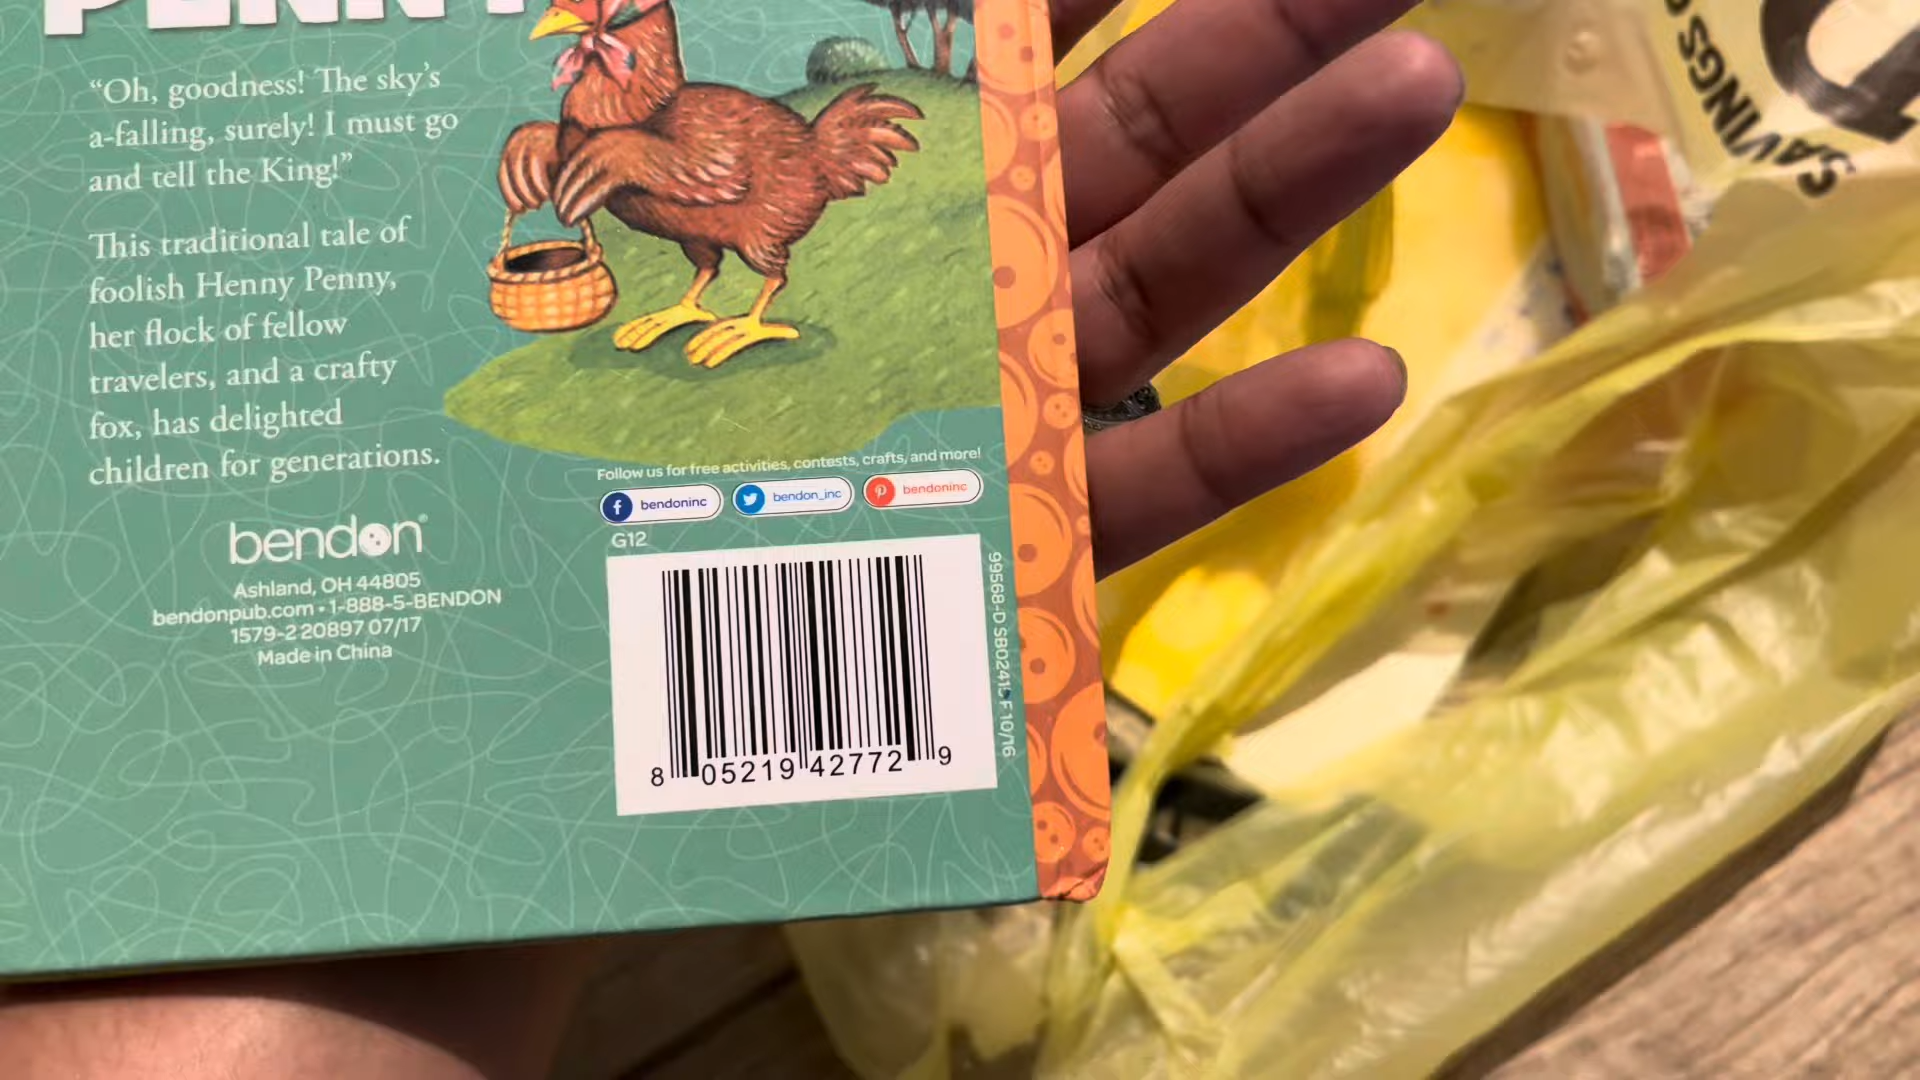 PENNY
“Oh, goodness! The sky’s
a-falling, surely! I must go
and tell the King!”
This traditional tale of
foolish Henny Penny,
her flock of fellow
travelers, and a crafty
fox, has delighted
children for generations.
bendon®
Ashland, OH 44805
bendonpub.com • 1-888-5-BENDON
1579-2 20897 07/17
Made in China
Follow us for free activities, contests, crafts, and more!
bendoninc
bendon_inc
bendoninc
G12
8 05219 42772 9
99568-D SB0241 F 10/16
SAVINGS